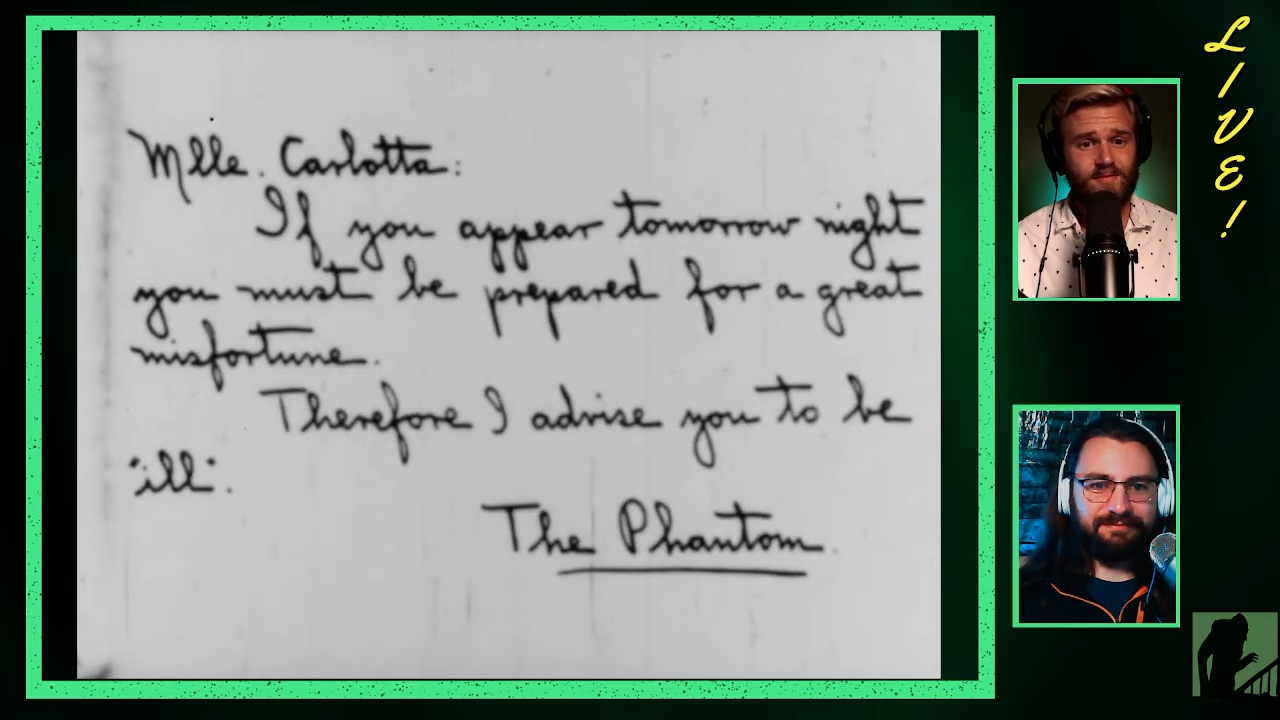 Mlle. Carlotta:
If you appear tomorrow night
you must be prepared for a great
misfortune.
Therefore I advise you to be
"ill".
The Phantom.
LIVE!